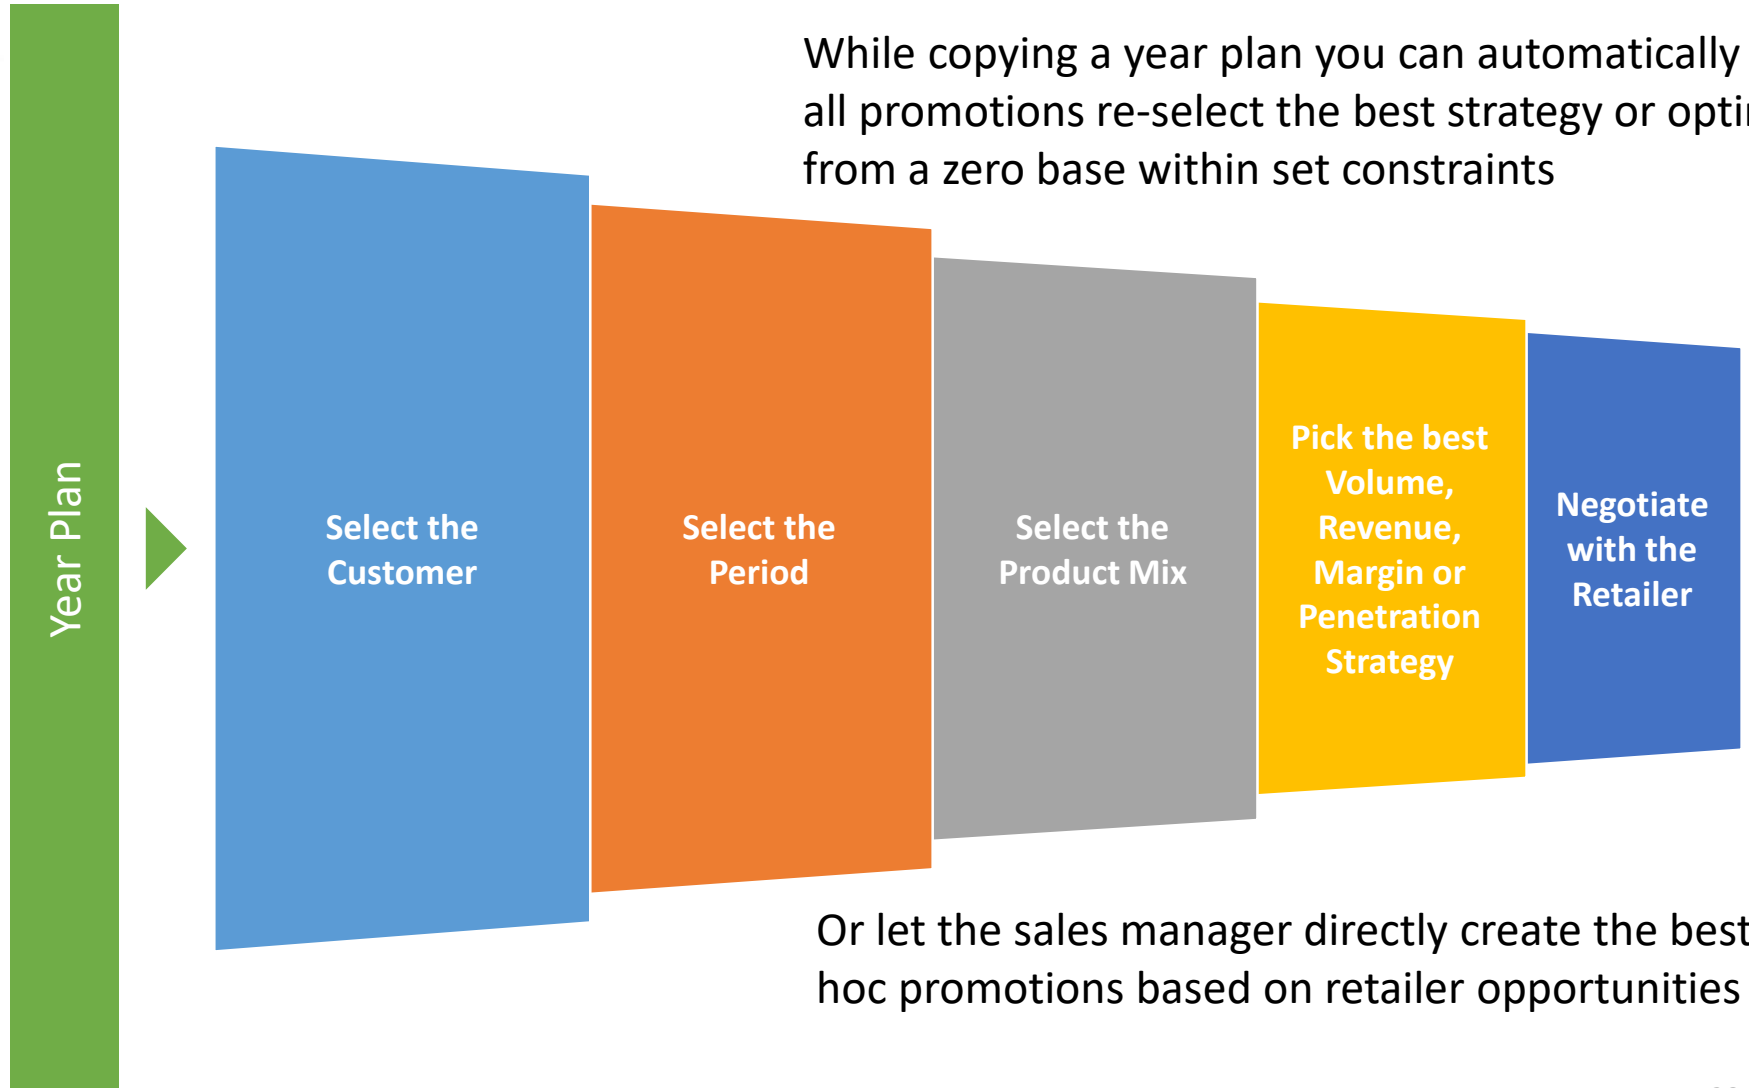 While copying a year plan you can automatically
all promotions re-select the best strategy or
from a zero base within set constraints
Year Plan
Select the
Customer
Select the
Period
Select the
Product Mix
Pick the best
Volume,
Revenue,
Margin or
Penetration
Strategy
Negotiate
with the
Retailer
Or let the sales manager directly create the best
hoc promotions based on retailer opportunities